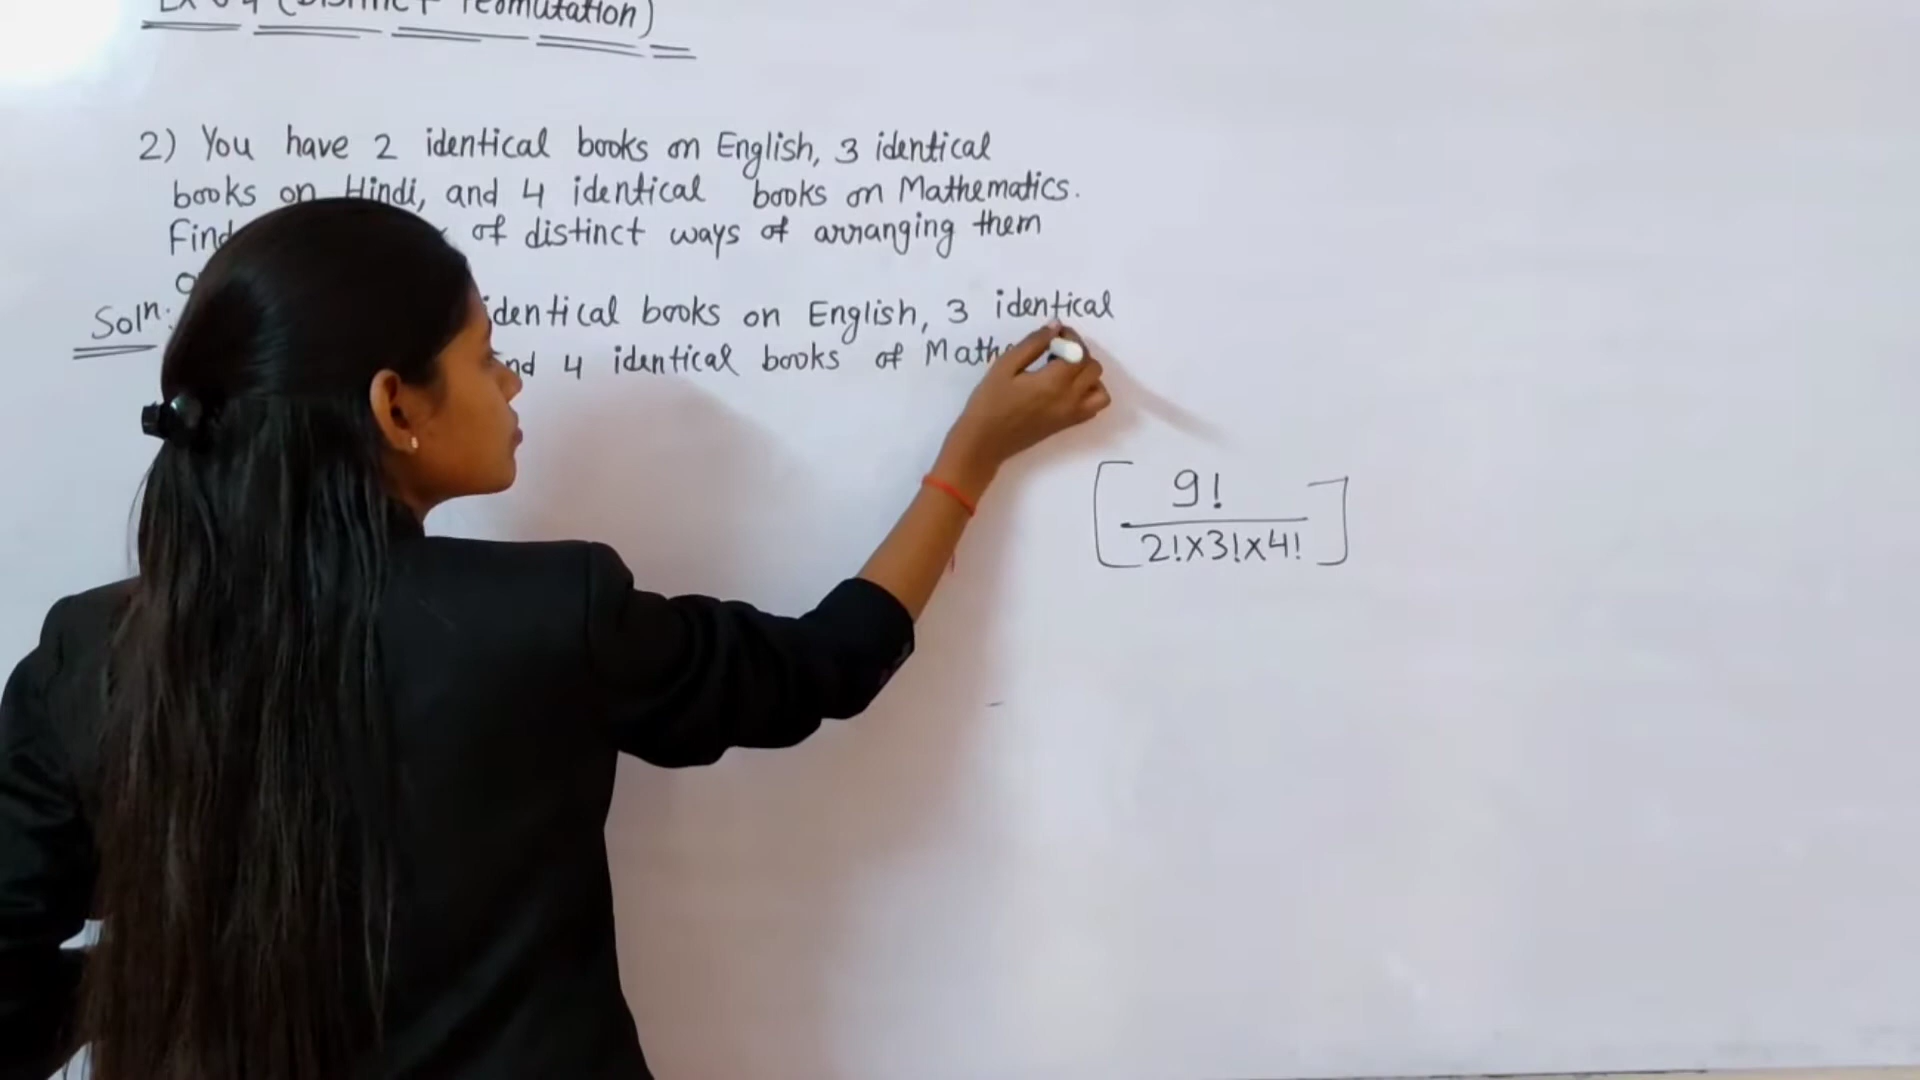 (Distinct Permutation)
2) You have 2 identical books on English, 3 identical
books on Hindi, and 4 identical books on Mathematics.
Find of distinct ways of arranging them
Soln:
identical books on English, 3 identical
and 4 identical books of Math
9!
2!x3!x4!